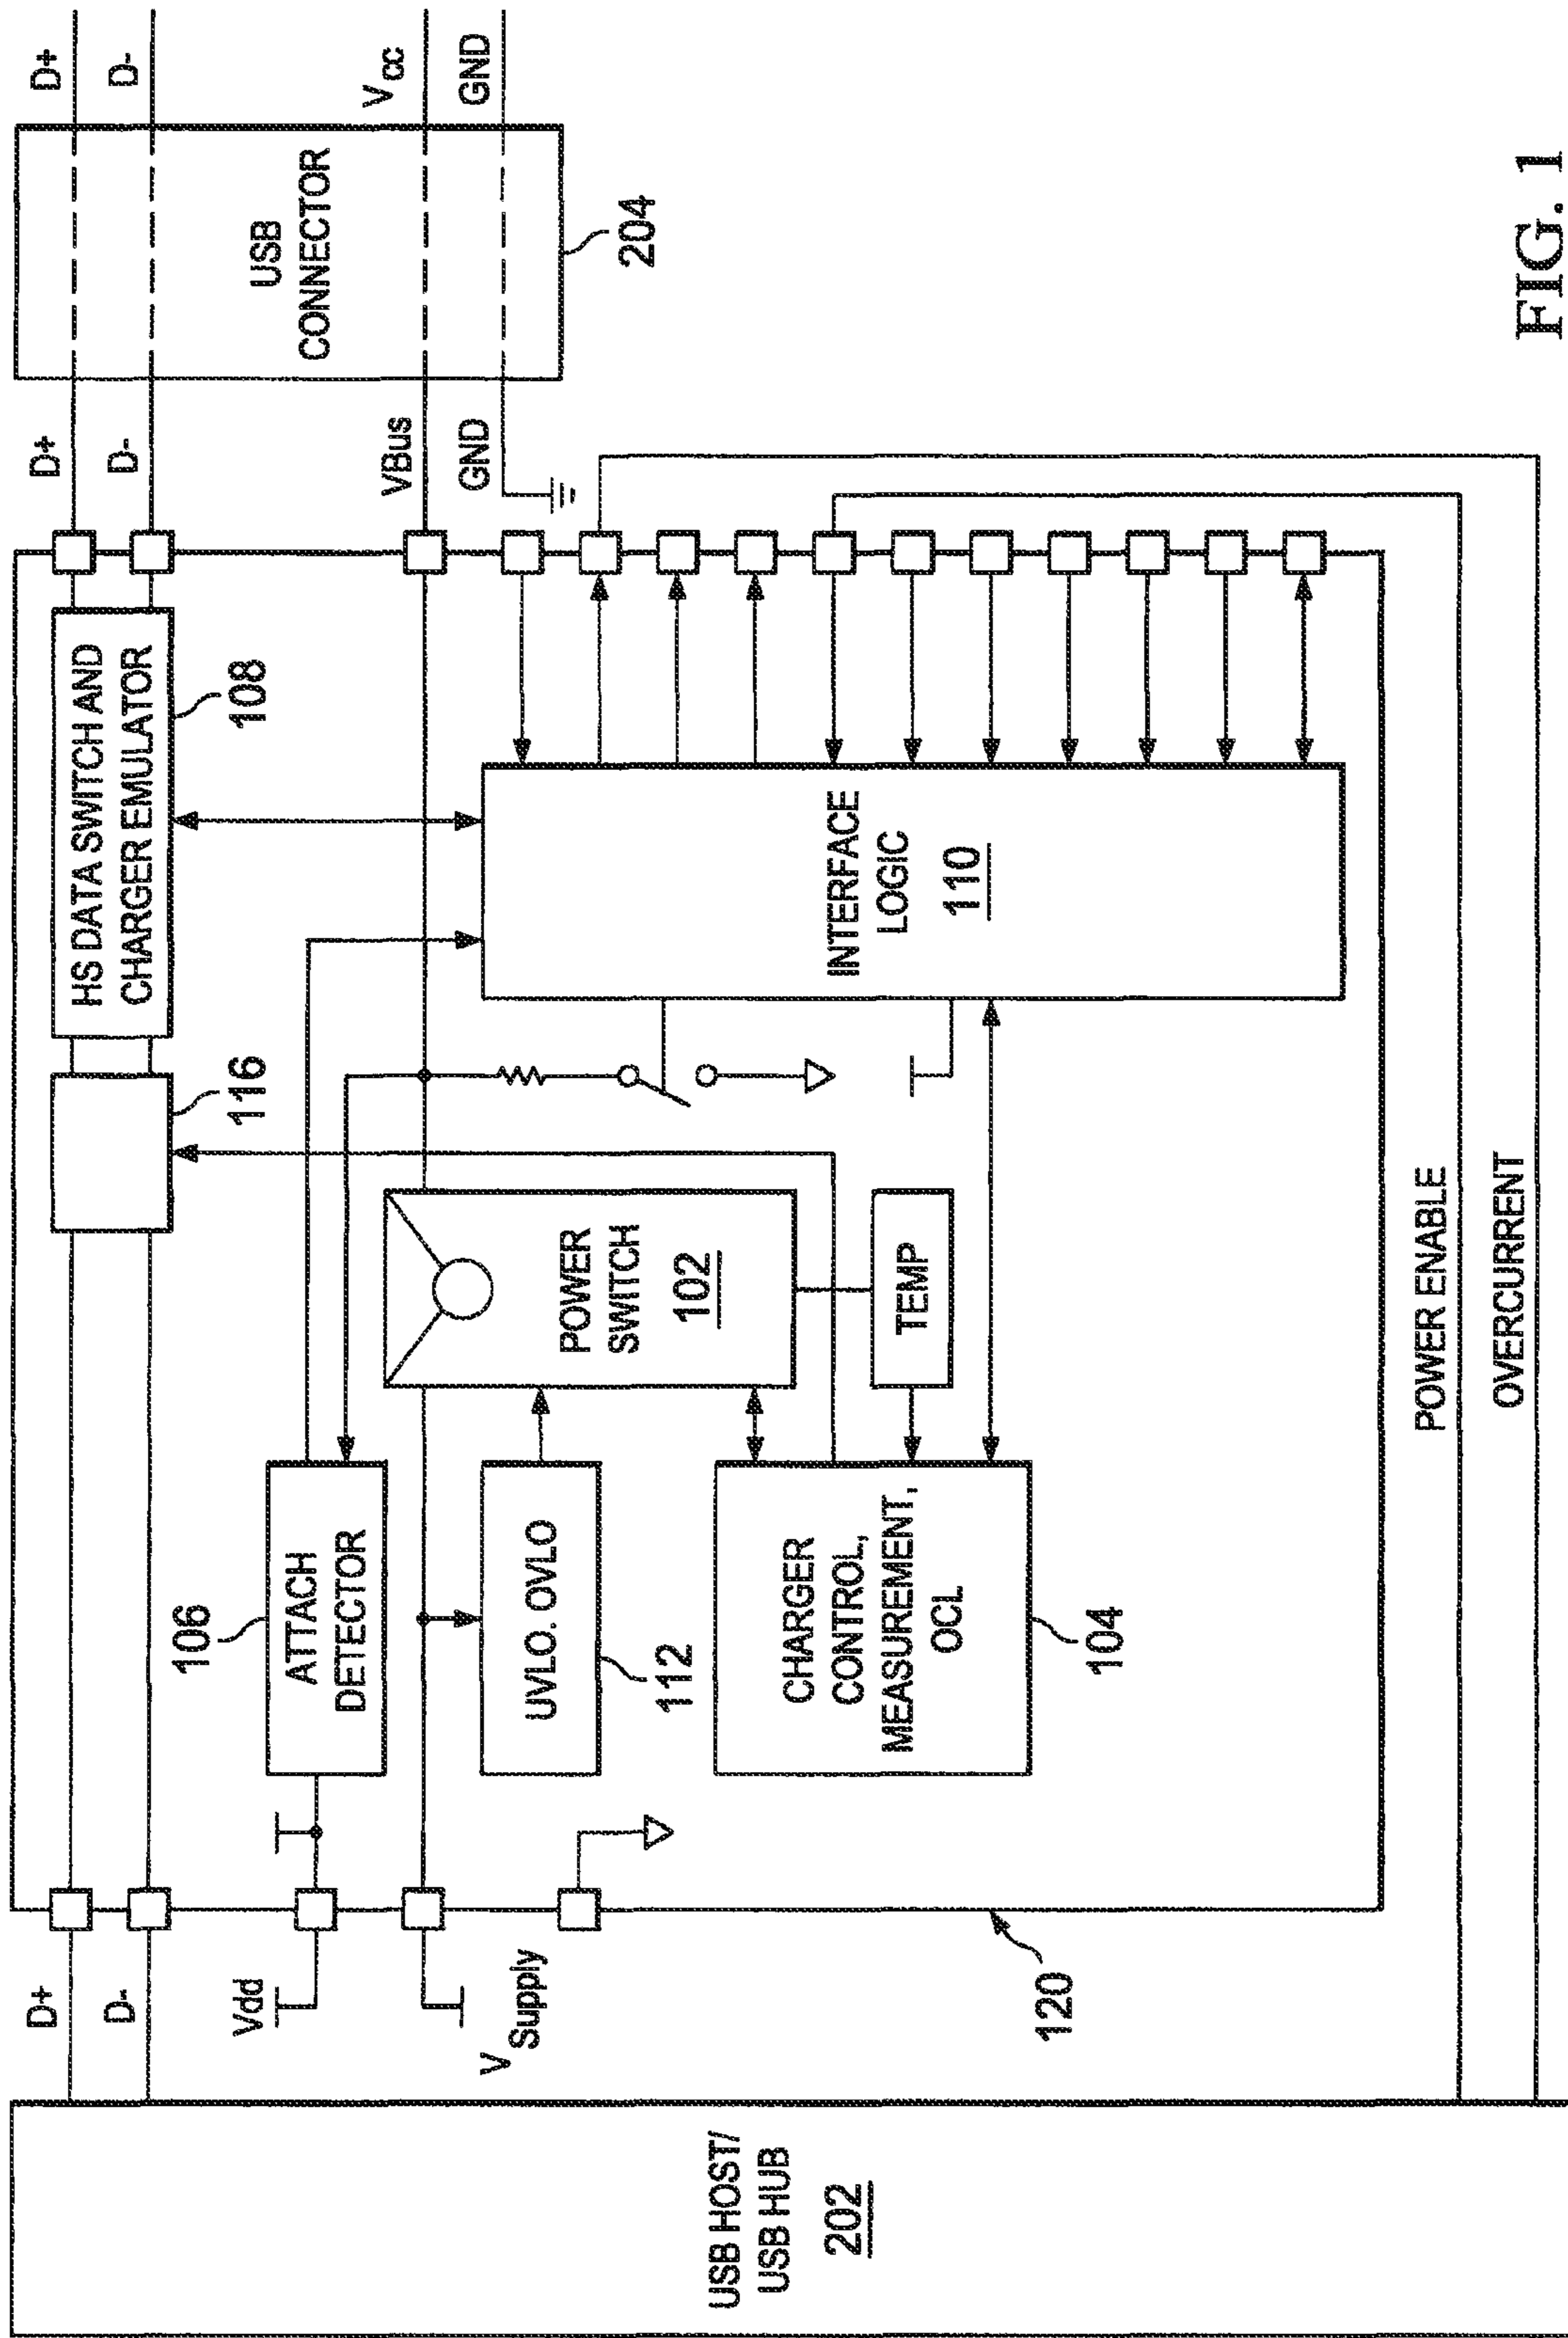 USB HOST/
USB HUB
202
D+
D-
Vdd
V Supply
120
106
ATTACH
DETECTOR
UVLO. OVLO
112
CHARGER
CONTROL,
MEASUREMENT,
OCL
104
116
POWER
SWITCH
102
TEMP
HS DATA SWITCH AND
CHARGER EMULATOR
108
INTERFACE
LOGIC
110
POWER ENABLE
OVERCURRENT
D+
D-
VBus
GND
USB
CONNECTOR
204
D+
D-
Vcc
GND
FIG. 1